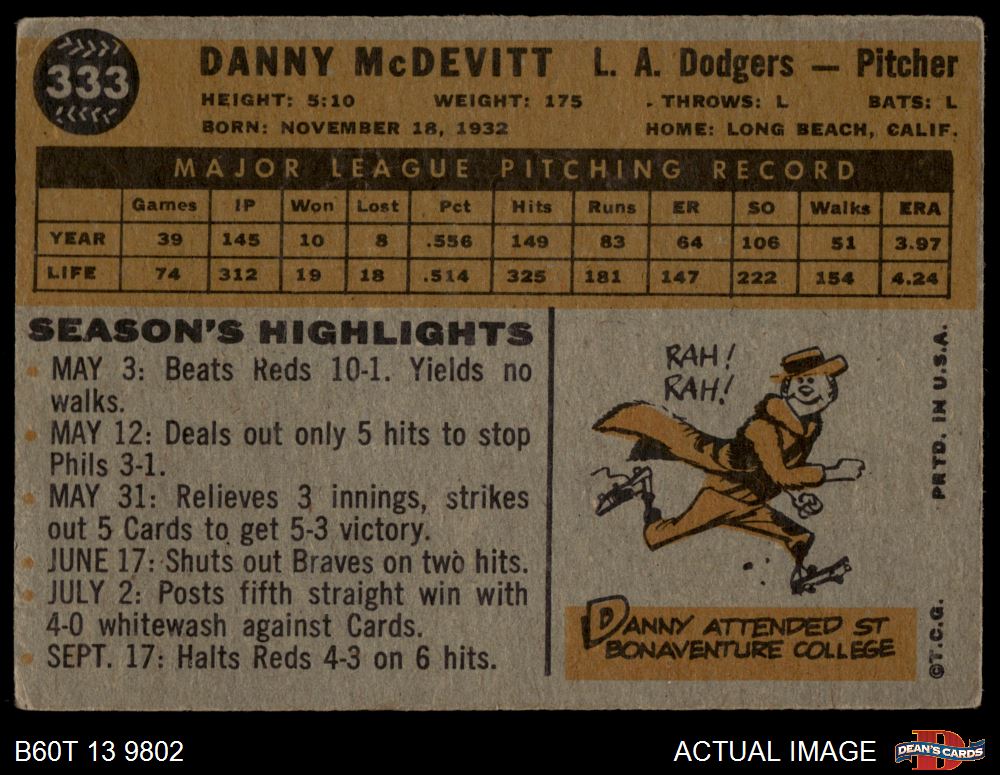 333
DANNY McDEVITT L. A. Dodgers — Pitcher
HEIGHT: 5:10 WEIGHT: 175 THROWS: L BATS: L
BORN: NOVEMBER 18, 1932 HOME: LONG BEACH, CALIF.
MAJOR LEAGUE PITCHING RECORD
Games IP Won Lost Pct Hits Runs ER SO Walks ERA
YEAR 39 145 10 8 .556 149 83 64 106 51 3.97
LIFE 74 312 19 18 .514 325 181 147 222 154 4.24
SEASON'S HIGHLIGHTS
• MAY 3: Beats Reds 10-1. Yields no
walks.
• MAY 12: Deals out only 5 hits to stop
Phils 3-1.
• MAY 31: Relieves 3 innings, strikes
out 5 Cards to get 5-3 victory.
• JUNE 17: Shuts out Braves on two hits.
• JULY 2: Posts fifth straight win with
4-0 whitewash against Cards.
• SEPT. 17: Halts Reds 4-3 on 6 hits.
RAH!
RAH!
DANNY ATTENDED ST
BONAVENTURE COLLEGE
©T.C.G. PRTD. IN U.S.A.
B60T 13 9802 ACTUAL IMAGE
D
DEAN'S CARDS